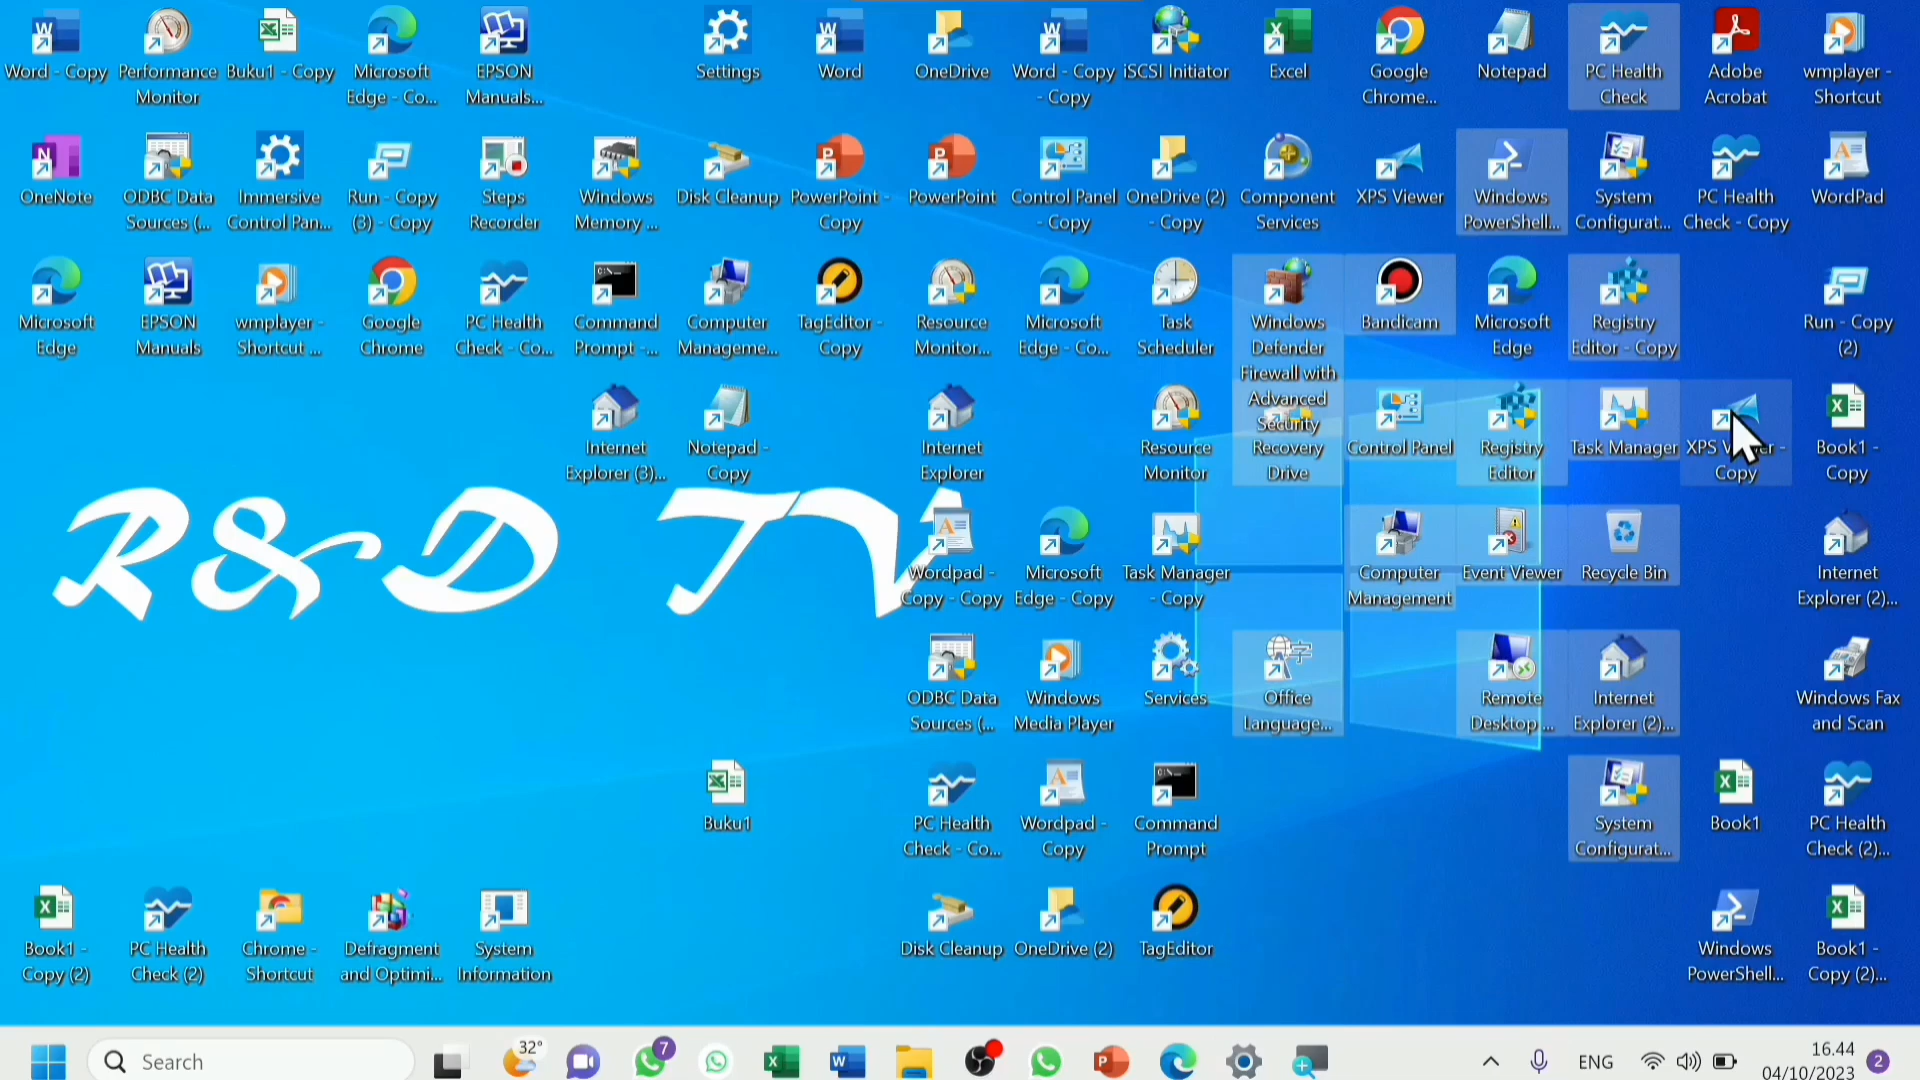 Word - Copy
Performance
Monitor
Buku1 - Copy
Microsoft
Edge - Co...
EPSON
Manuals...
Settings
Word
OneDrive
Word - Copy
- Copy
iSCSI Initiator
Excel
Google
Chrome...
Notepad
PC Health
Check
Adobe
Acrobat
wmplayer -
Shortcut
OneNote
ODBC Data
Sources (...
Immersive
Control Pan...
Run - Copy
(3) - Copy
Steps
Recorder
Windows
Memory ...
Disk Cleanup
PowerPoint -
Copy
PowerPoint
Control Panel
- Copy
OneDrive (2)
- Copy
Component
Services
XPS Viewer
Windows
PowerShell...
System
Configurat...
PC Health
Check - Copy
WordPad
Microsoft
Edge
EPSON
Manuals
wmplayer -
Shortcut ...
Google
Chrome
PC Health
Check - Co...
Command
Prompt -...
Computer
Manageme...
TagEditor -
Copy
Resource
Monitor...
Microsoft
Edge - Co...
Task
Scheduler
Windows
Defender
Firewall with
Advanced
Security
Bandicam
Microsoft
Edge
Registry
Editor - Copy
Run - Copy
(2)
Internet
Explorer (3)...
Notepad -
Copy
Internet
Explorer
Resource
Monitor
Recovery
Drive
Control Panel
Registry
Editor
Task Manager
XPS
Copy
Book1 -
Copy
R&D TV
Wordpad -
Copy - Copy
Microsoft
Edge - Copy
Task Manager
- Copy
Computer
Management
Event Viewer
Recycle Bin
Internet
Explorer (2)...
ODBC Data
Sources (...
Windows
Media Player
Services
Office
Language...
Remote
Desktop ...
Internet
Explorer (2)...
Windows Fax
and Scan
Buku1
PC Health
Check - Co...
Wordpad -
Copy
Command
Prompt
System
Configurat...
Book1
PC Health
Check (2)...
Book1 -
Copy (2)
PC Health
Check (2)
Chrome -
Shortcut
Defragment
and Optimi...
System
Information
Disk Cleanup
OneDrive (2)
TagEditor
Windows
PowerShell...
Book1 -
Copy (2)...
Search
32°
7
ENG
16.44
04/10/2023
2